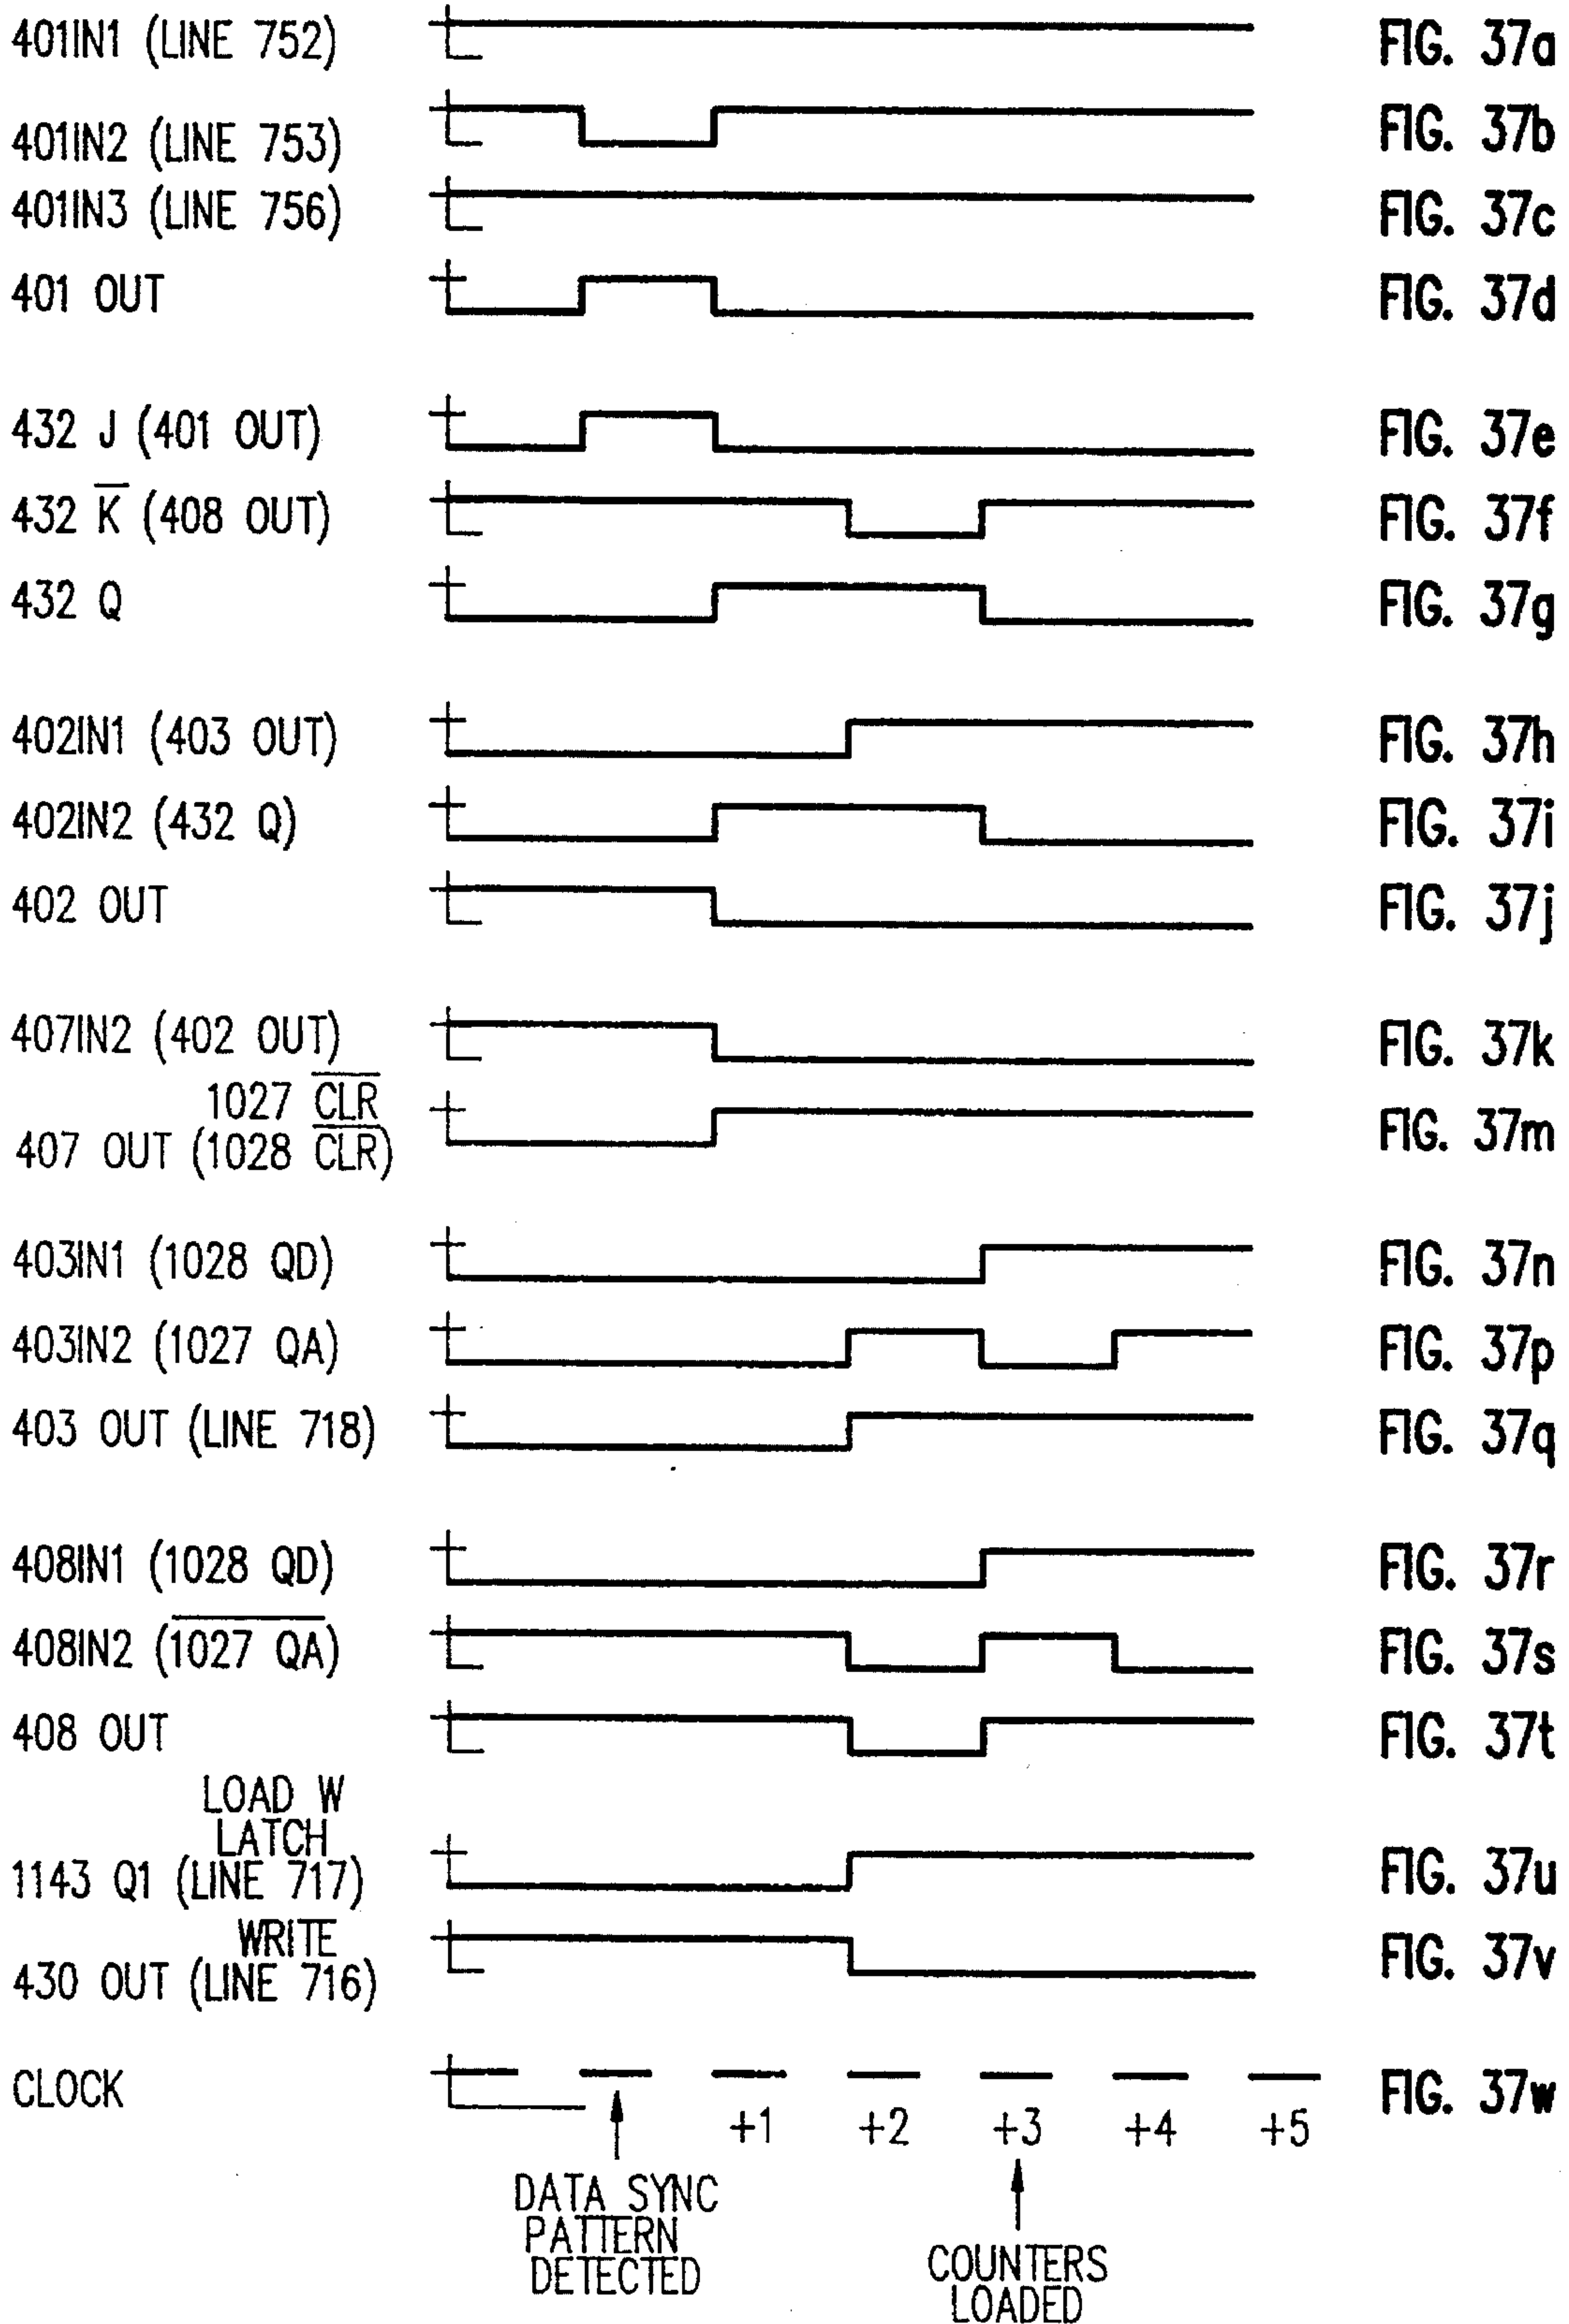 401IN1 (LINE 752) FIG. 37a
401IN2 (LINE 753) FIG. 37b
401IN3 (LINE 756) FIG. 37c
401 OUT FIG. 37d
432 J (401 OUT) FIG. 37e
432 K̅ (408 OUT) FIG. 37f
432 Q FIG. 37g
402IN1 (403 OUT) FIG. 37h
402IN2 (432 Q) FIG. 37i
402 OUT FIG. 37j
407IN2 (402 OUT) FIG. 37k
1027 C̅L̅R̅
407 OUT (1028 C̅L̅R̅) FIG. 37m
403IN1 (1028 QD) FIG. 37n
403IN2 (1027 QA) FIG. 37p
403 OUT (LINE 718) FIG. 37q
408IN1 (1028 QD) FIG. 37r
408IN2 (1̅0̅2̅7̅ ̅Q̅A̅) FIG. 37s
408 OUT FIG. 37t
LOAD W
LATCH
1143 Q1 (LINE 717) FIG. 37u
WRITE
430 OUT (LINE 716) FIG. 37v
CLOCK FIG. 37w
+1 +2 +3 +4 +5
DATA SYNC
PATTERN
DETECTED
COUNTERS
LOADED